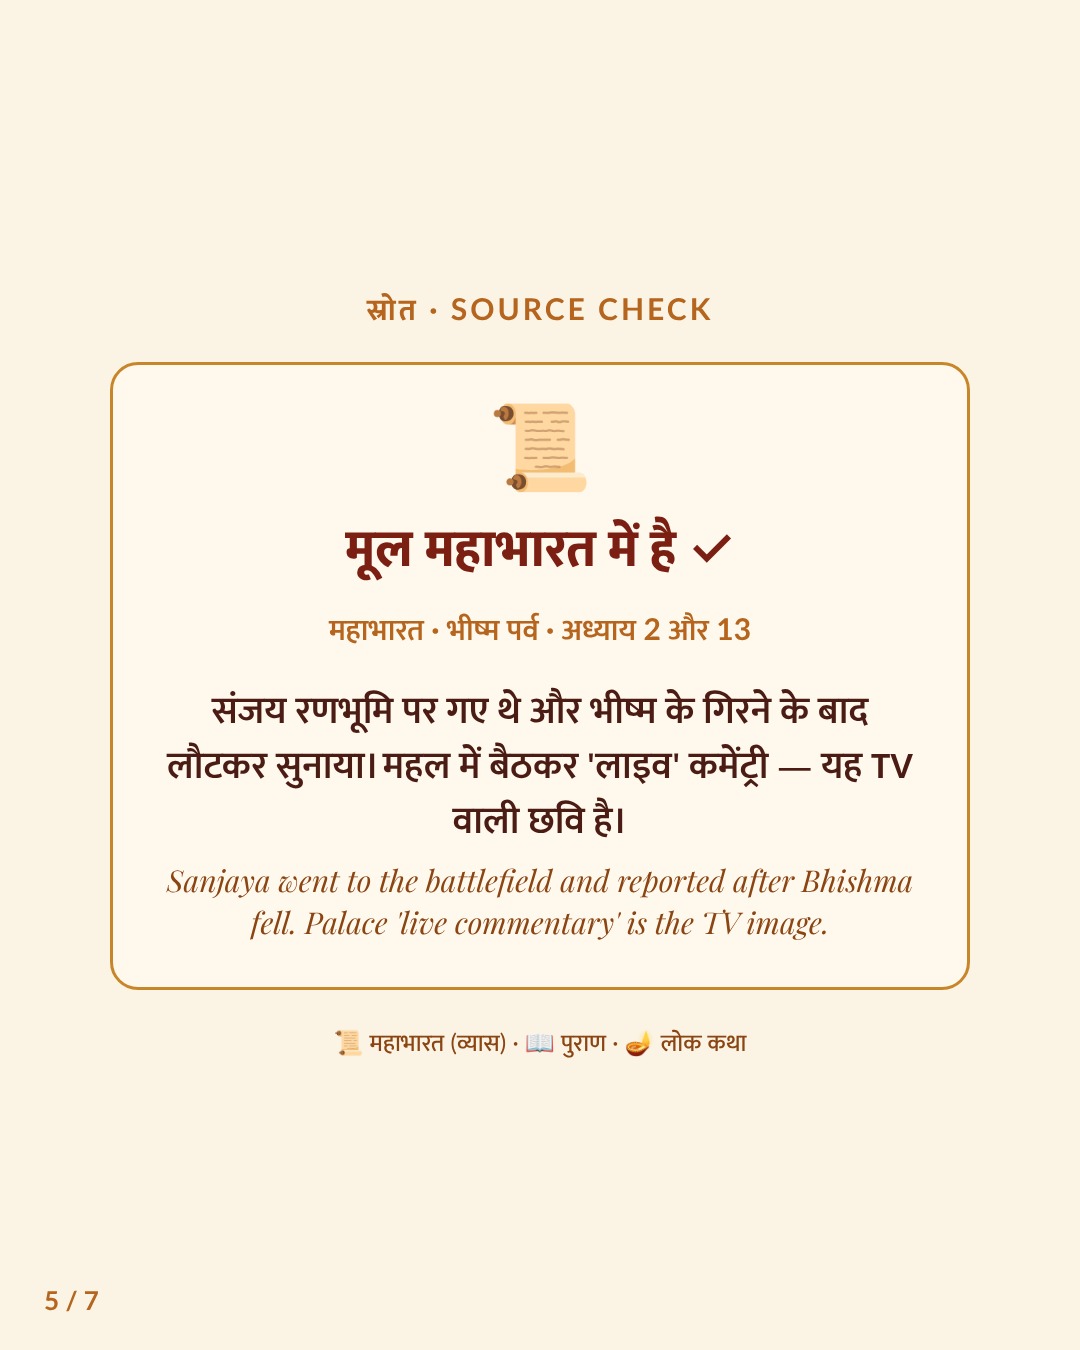 स्रोत · SOURCE CHECK
मूल महाभारत में है ✓
महाभारत · भीष्म पर्व · अध्याय 2 और 13
संजय रणभूमि पर गए थे और भीष्म के गिरने के बाद
लौटकर सुनाया। महल में बैठकर 'लाइव' कमेंट्री — यह TV
वाली छवि है।
Sanjaya went to the battlefield and reported after Bhishma
fell. Palace 'live commentary' is the TV image.
📜 महाभारत (व्यास) · 📖 पुराण · 🪔 लोक कथा
5 / 7